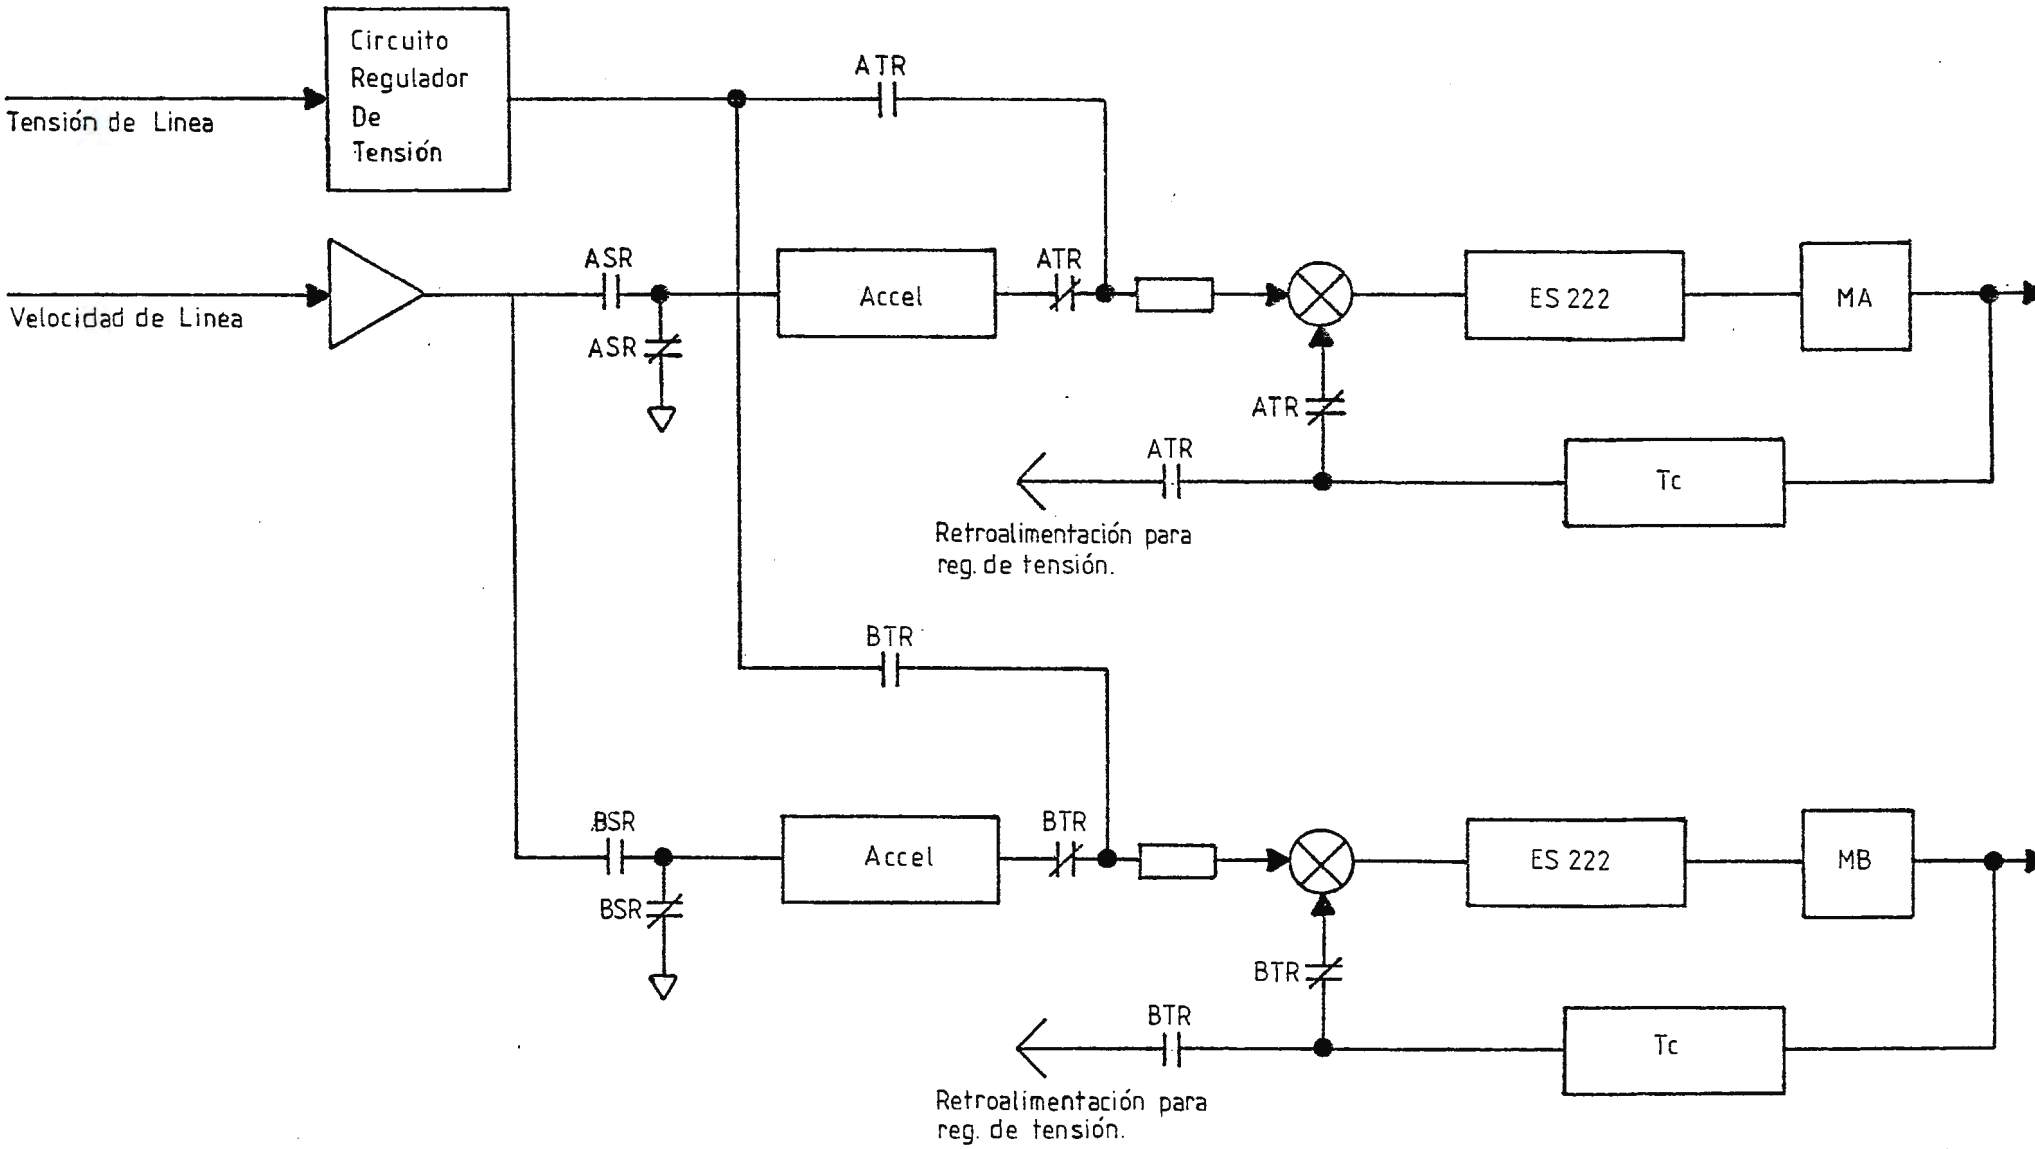 Circuito
Regulador
De
Tensión
ATR
Tensión de Linea
ASR
ATR
Accel
ES 222
MA
Velocidad de Linea
ASR
ATR
ATR
Tc
Retroalimentación para
reg. de tensión.
BTR
BSR
BTR
Accel
ES 222
MB
BSR
BTR
BTR
Tc
Retroalimentación para
reg. de tensión.